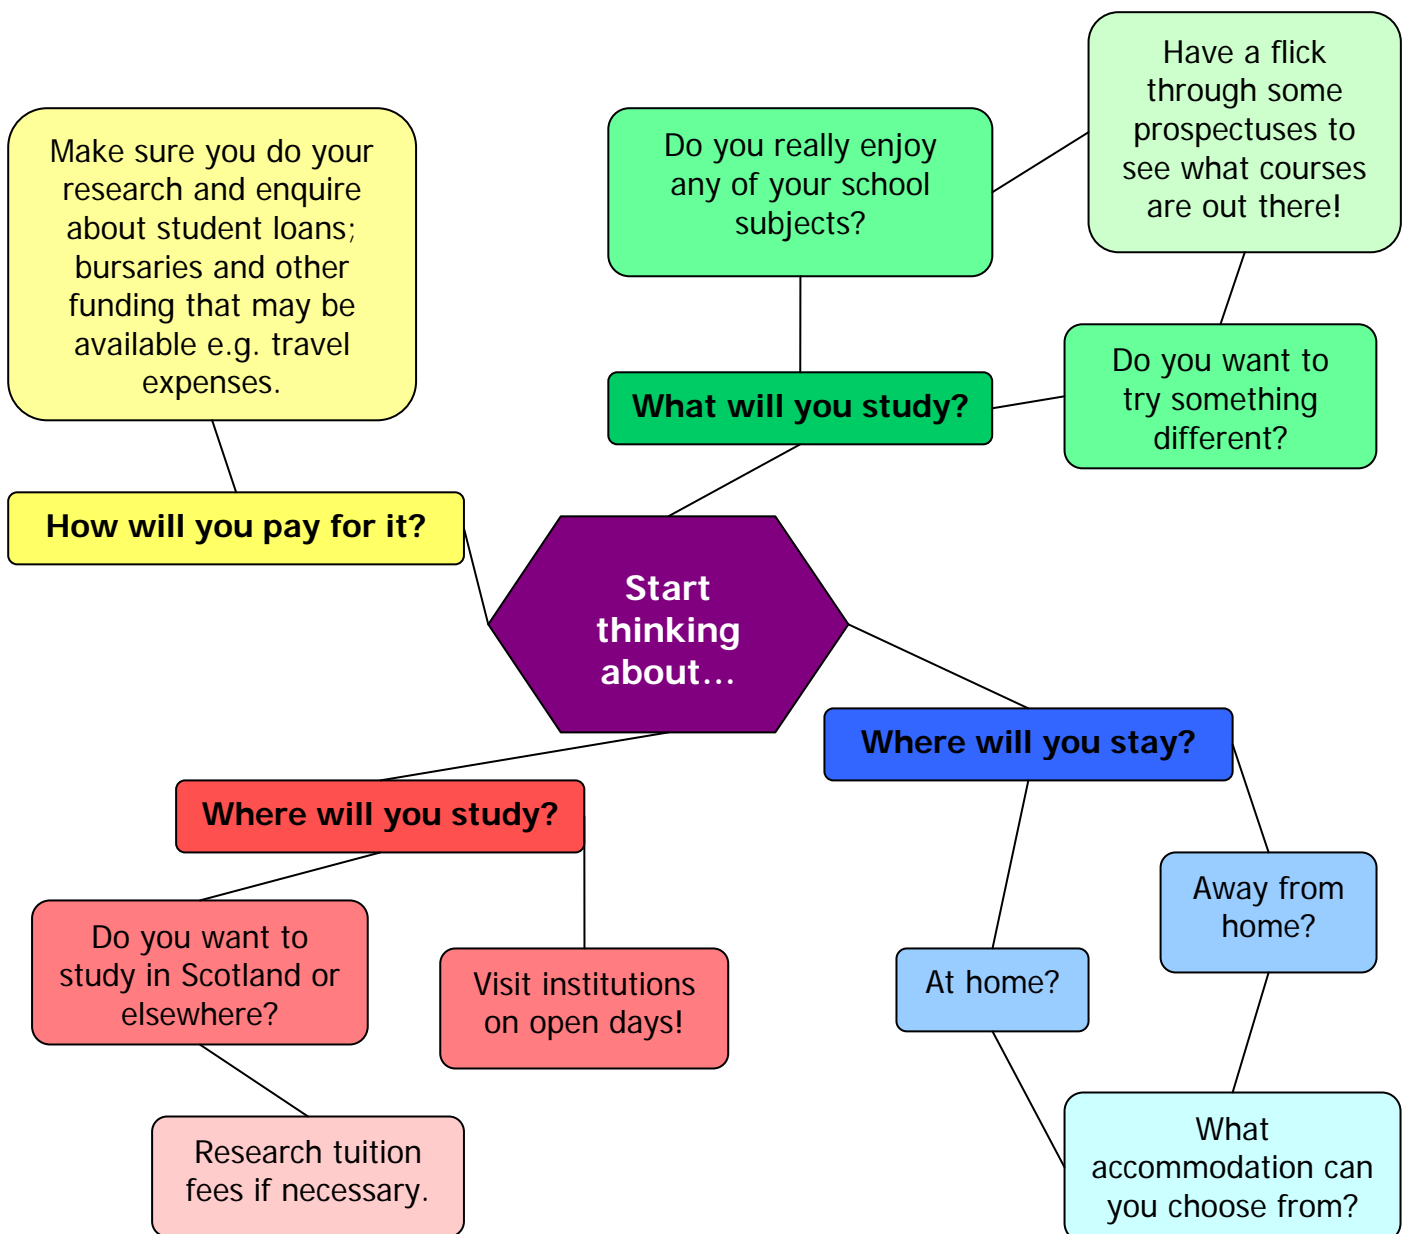 Have a flick
through some
prospectuses to
see what courses
are out there!
Make sure you do your
research and enquire
about student loans;
bursaries and other
funding that may be
available e.g. travel
expenses.
Do you really enjoy
any of your school
subjects?
Do you want to
try something
different?
What will you study?
How will you pay for it?
Start
thinking
about…
Where will you stay?
Where will you study?
Away from
home?
Do you want to
study in Scotland or
elsewhere?
Visit institutions
on open days!
At home?
Research tuition
fees if necessary.
What
accommodation can
you choose from?